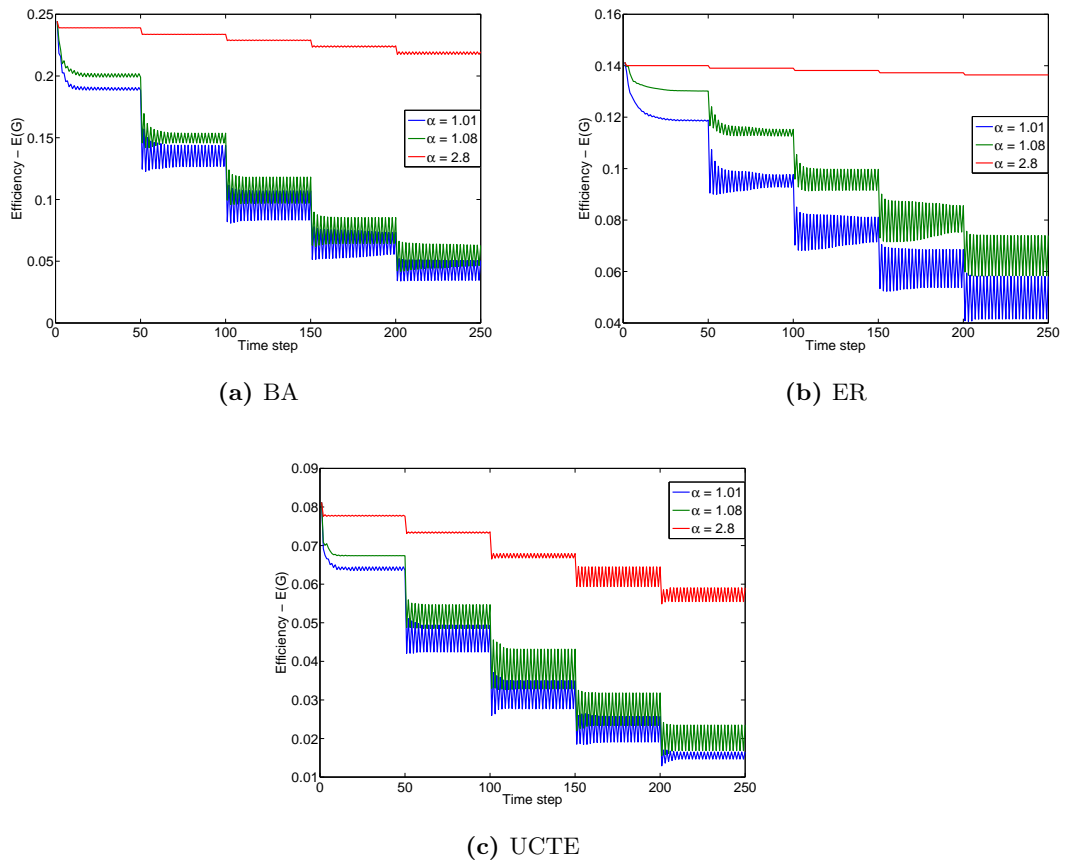 0.25
0.2
0.15
0.1
0.05
0
Efficiency – E(G)
α = 1.01
α = 1.08
α = 2.8
0 50 100 150 200 250
Time step
(a) BA
0.16
0.14
0.12
0.1
0.08
0.06
0.04
Efficiency – E(G)
α = 1.01
α = 1.08
α = 2.8
0 50 100 150 200 250
Time step
(b) ER
0.09
0.08
0.07
0.06
0.05
0.04
0.03
0.02
0.01
Efficiency – E(G)
α = 1.01
α = 1.08
α = 2.8
0 50 100 150 200 250
Time step
(c) UCTE